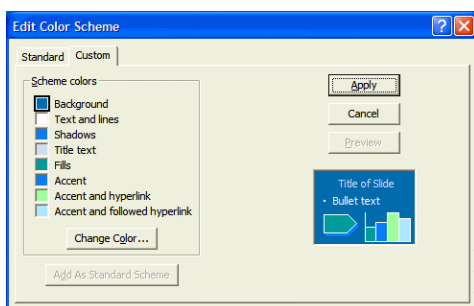 Edit Color Scheme
Standard Custom
Scheme colors
Background
Text and lines
Shadows
Title text
Fills
Accent
Accent and hyperlink
Accent and followed hyperlink
Change Color...
Add As Standard Scheme
Apply
Cancel
Preview
Title of Slide
• Bullet text